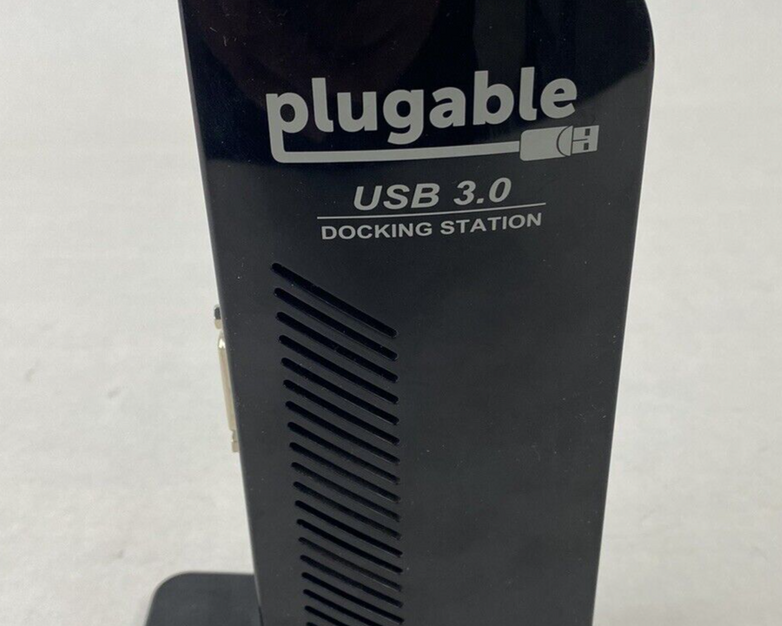 plugable
USB 3.0
DOCKING STATION